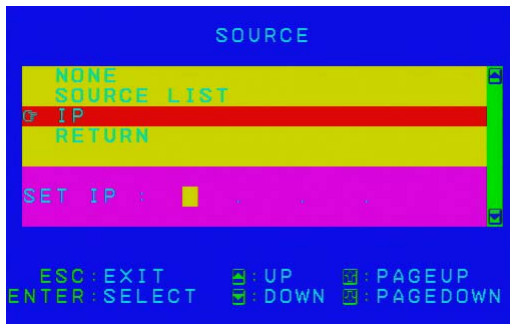 SOURCE
NONE
SOURCE LIST
IP
RETURN
SET IP : . . .
ESC:EXIT :UP :PAGEUP
ENTER:SELECT :DOWN :PAGEDOWN